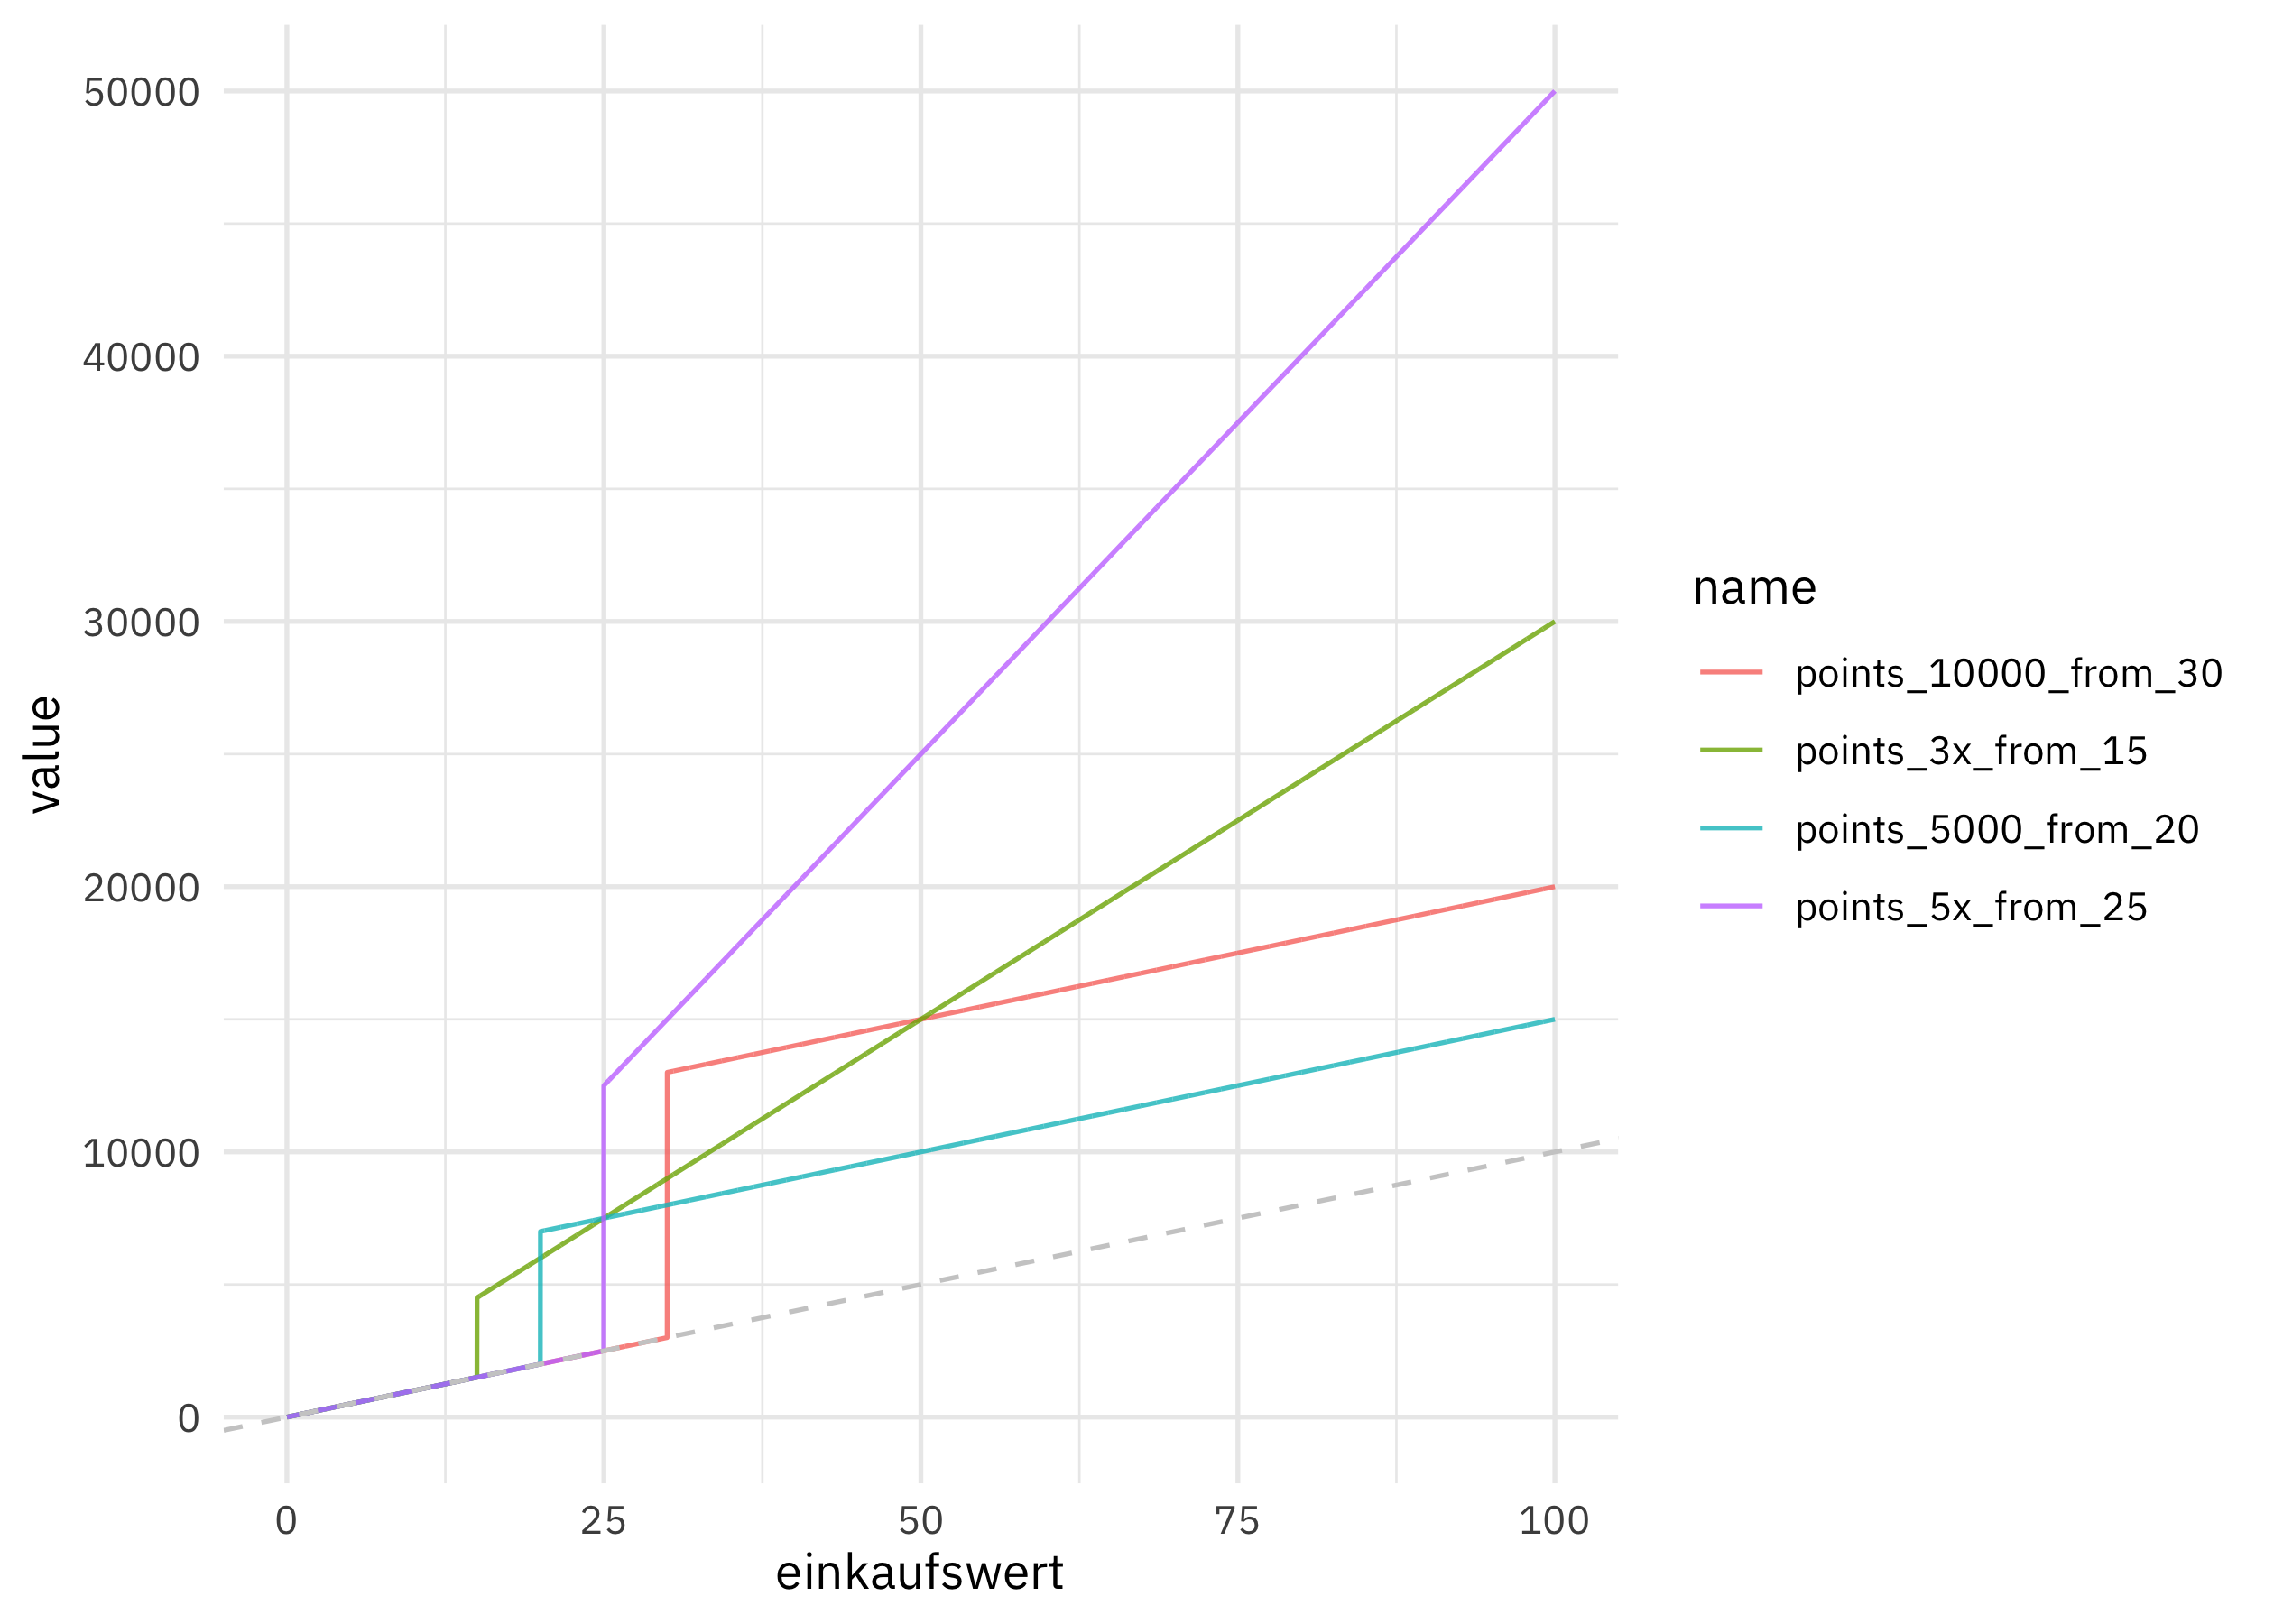 50000
40000
30000
20000
10000
0
value
0 25 50 75 100
einkaufswert
name
points_10000_from_30
points_3x_from_15
points_5000_from_20
points_5x_from_25